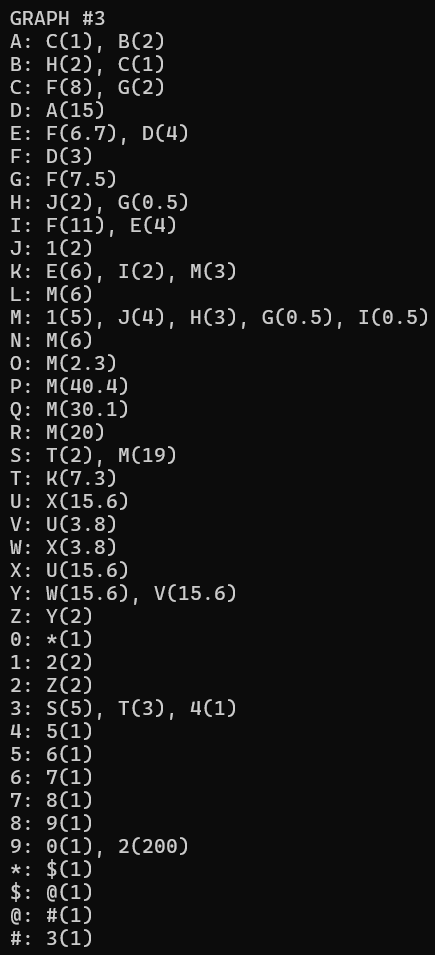 GRAPH #3
A: C(1), B(2)
B: H(2), C(1)
C: F(8), G(2)
D: A(15)
E: F(6.7), D(4)
F: D(3)
G: F(7.5)
H: J(2), G(0.5)
I: F(11), E(4)
J: 1(2)
K: E(6), I(2), M(3)
L: M(6)
M: 1(5), J(4), H(3), G(0.5), I(0.5)
N: M(6)
O: M(2.3)
P: M(40.4)
Q: M(30.1)
R: M(20)
S: T(2), M(19)
T: K(7.3)
U: X(15.6)
V: U(3.8)
W: X(3.8)
X: U(15.6)
Y: W(15.6), V(15.6)
Z: Y(2)
0: *(1)
1: 2(2)
2: Z(2)
3: S(5), T(3), 4(1)
4: 5(1)
5: 6(1)
6: 7(1)
7: 8(1)
8: 9(1)
9: 0(1), 2(200)
*: $(1)
$: @(1)
@: #(1)
#: 3(1)